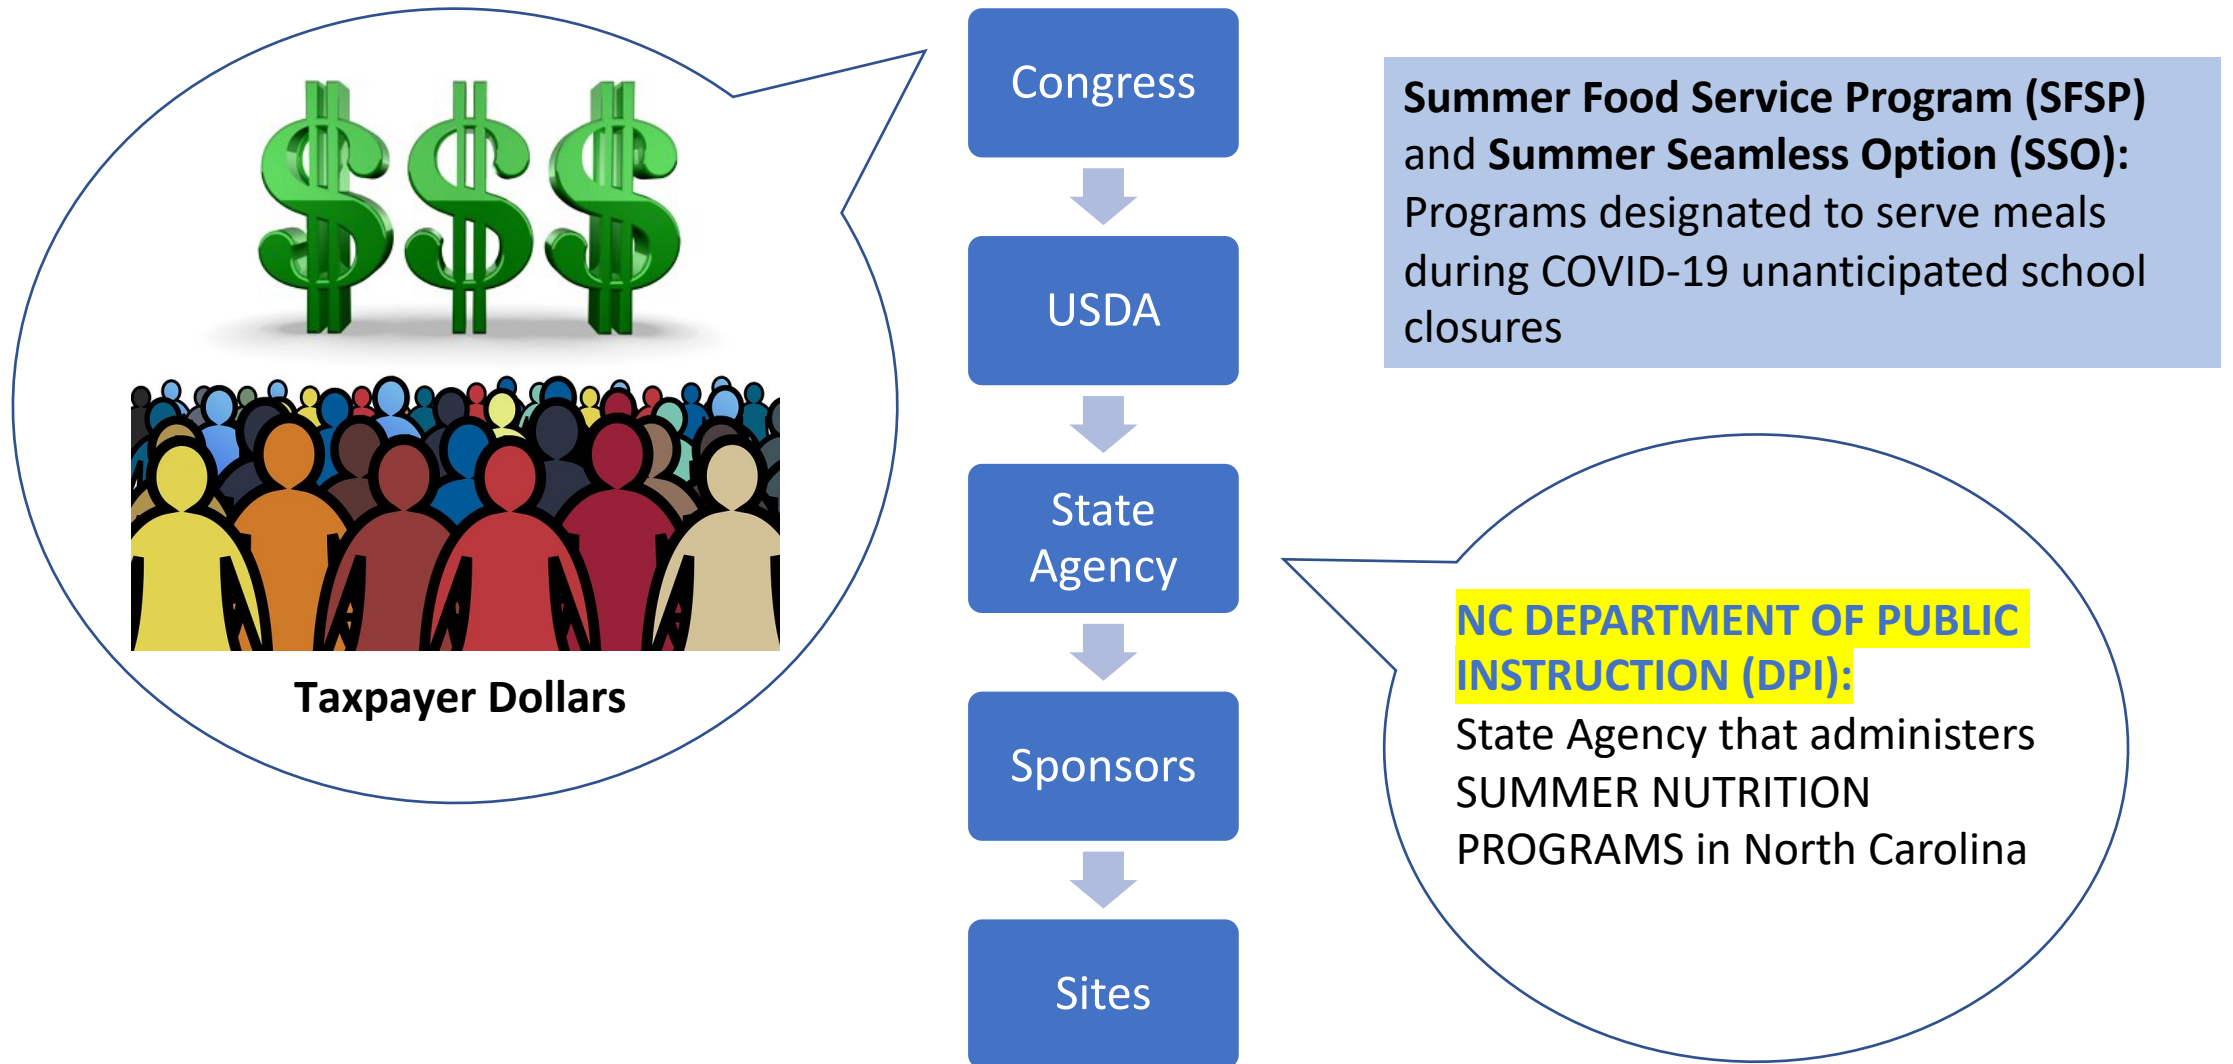 Taxpayer Dollars
Congress
USDA
State
Agency
Sponsors
Sites
Summer Food Service Program (SFSP)
and Summer Seamless Option (SSO):
Programs designated to serve meals
during COVID-19 unanticipated school
closures
NC DEPARTMENT OF PUBLIC
INSTRUCTION (DPI):
State Agency that administers
SUMMER NUTRITION
PROGRAMS in North Carolina